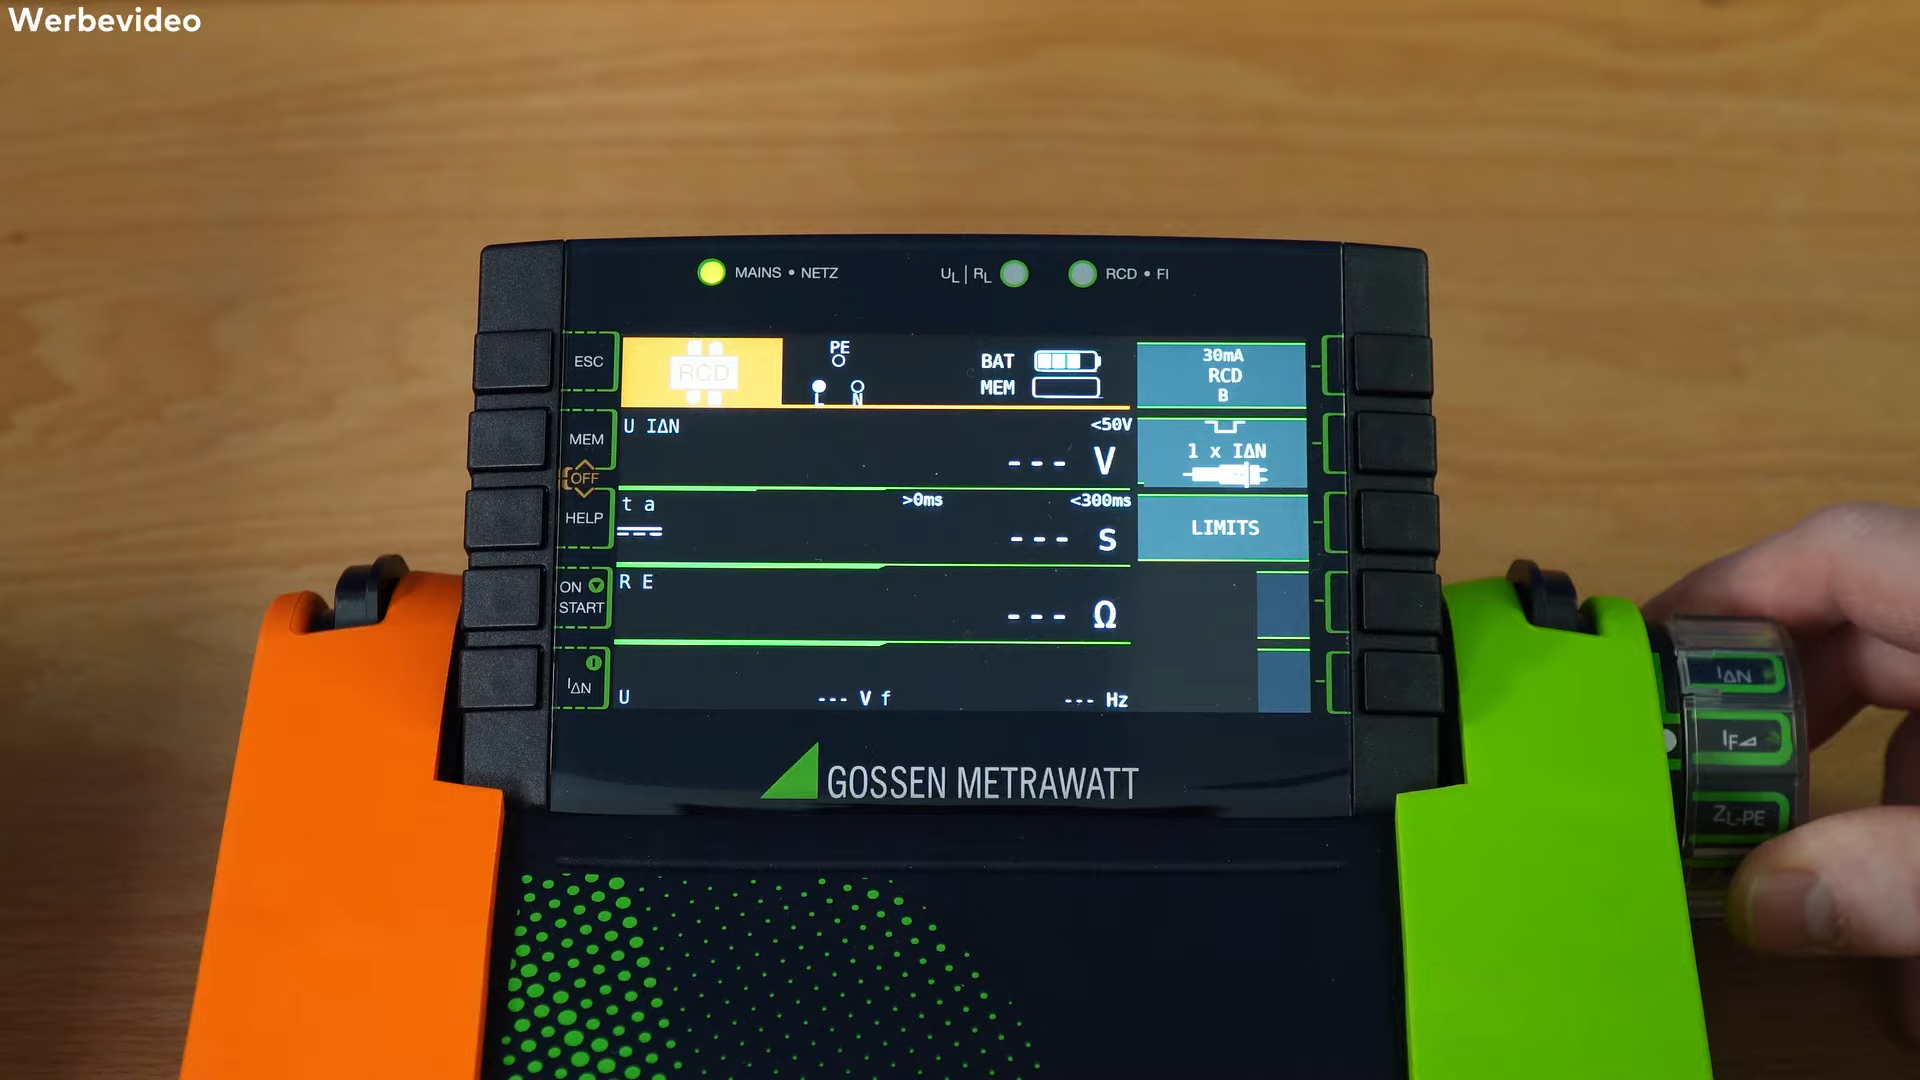 Werbevideo
MAINS • NETZ
UL | RL
RCD • FI
ESC
RCD
PE
L
N
BAT
MEM
30mA
RCD
B
MEM
U IΔN
<50V
--- V
1 x IΔN
OFF
HELP
t a
>0ms
<300ms
--- s
LIMITS
ON
START
R E
--- Ω
IΔN
U
--- V f
--- Hz
GOSSEN METRAWATT
IΔN
IF
ZL-PE